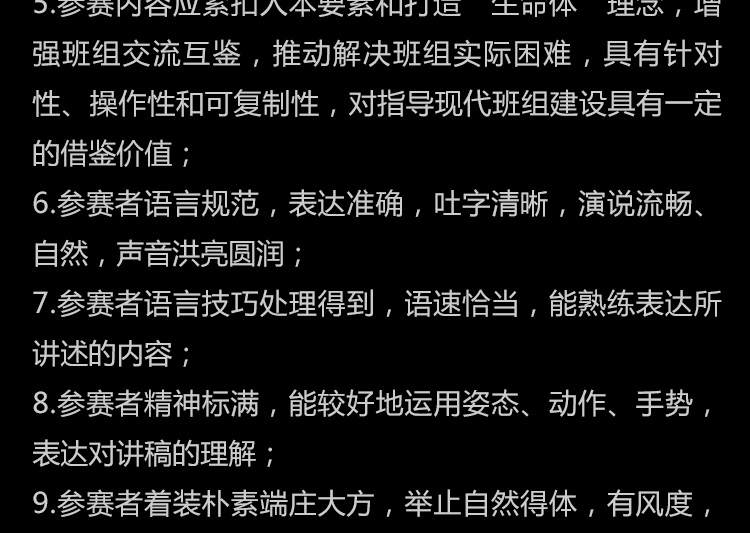 5.参赛内容应紧扣人本要素和打造“生命体”理念，增
强班组交流互鉴，推动解决班组实际困难，具有针对
性、操作性和可复制性，对指导现代班组建设具有一定
的借鉴价值；
6.参赛者语言规范，表达准确，吐字清晰，演说流畅、
自然，声音洪亮圆润；
7.参赛者语言技巧处理得到，语速恰当，能熟练表达所
讲述的内容；
8.参赛者精神标满，能较好地运用姿态、动作、手势，
表达对讲稿的理解；
9.参赛者着装朴素端庄大方，举止自然得体，有风度，